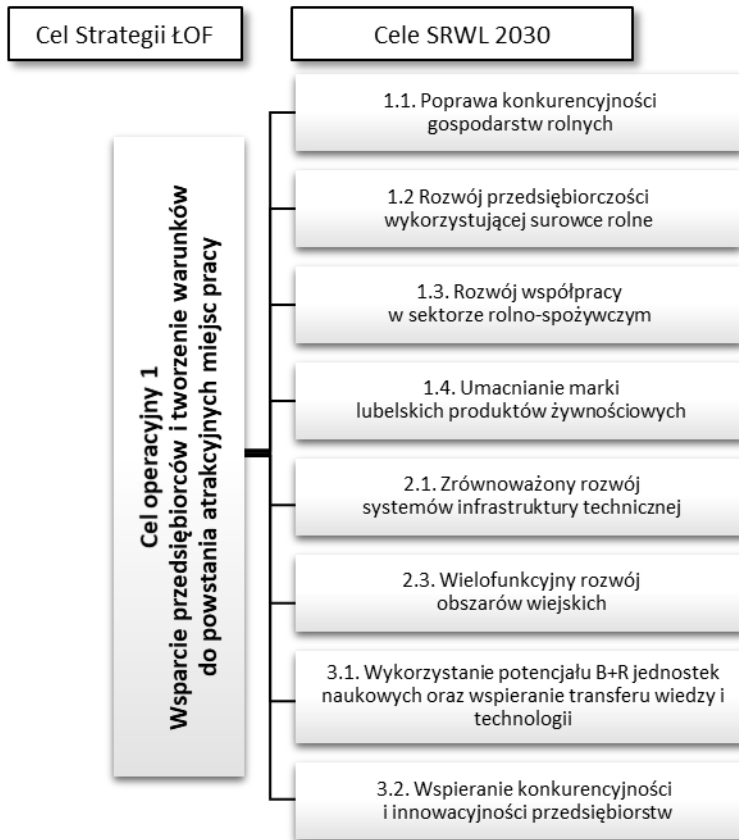 Cel Strategii ŁOF
Cele SRWL 2030
Cel operacyjny 1
Wsparcie przedsiębiorców i tworzenie warunków
do powstania atrakcyjnych miejsc pracy
1.1. Poprawa konkurencyjności
gospodarstw rolnych
1.2 Rozwój przedsiębiorczości
wykorzystującej surowce rolne
1.3. Rozwój współpracy
w sektorze rolno-spożywczym
1.4. Umacnianie marki
lubelskich produktów żywnościowych
2.1. Zrównoważony rozwój
systemów infrastruktury technicznej
2.3. Wielofunkcyjny rozwój
obszarów wiejskich
3.1. Wykorzystanie potencjału B+R jednostek
naukowych oraz wspieranie transferu wiedzy i
technologii
3.2. Wspieranie konkurencyjności
i innowacyjności przedsiębiorstw